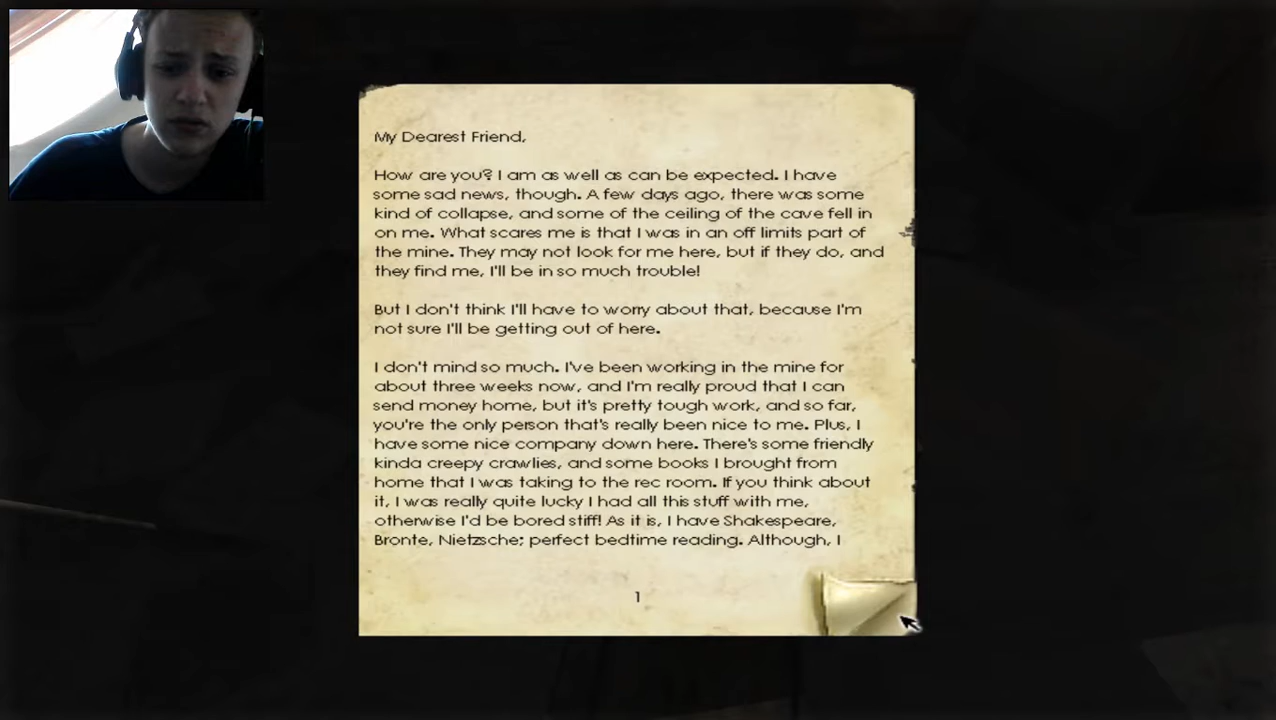 My Dearest Friend,
How are you? I am as well as can be expected. I have
some sad news, though. A few days ago, there was some
kind of collapse, and some of the ceiling of the cave fell in
on me. What scares me is that I was in an off limits part of
the mine. They may not look for me here, but if they do, and
they find me, I'll be in so much trouble!
But I don't think I'll have to worry about that, because I'm
not sure I'll be getting out of here.
I don't mind so much. I've been working in the mine for
about three weeks now, and I'm really proud that I can
send money home, but it's pretty tough work, and so far,
you're the only person that's really been nice to me. Plus, I
have some nice company down here. There's some friendly
kinda creepy crawlies, and some books I brought from
home that I was taking to the rec room. If you think about
it, I was really quite lucky I had all this stuff with me,
otherwise I'd be bored stiff! As it is, I have Shakespeare,
Bronte, Nietzsche; perfect bedtime reading. Although, I
1